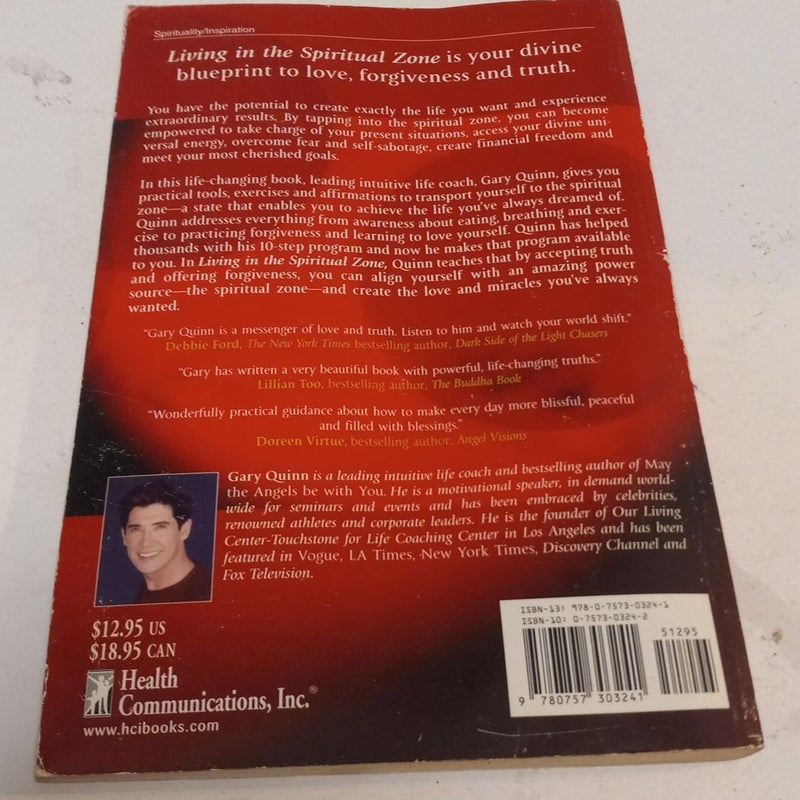 Spirituality/Inspiration
Living in the Spiritual Zone is your divine
blueprint to love, forgiveness and truth.
You have the potential to create exactly the life you want and experience
extraordinary results. By tapping into the spiritual zone, you can become
empowered to take charge of your present situations, access your divine uni-
versal energy, overcome fear and self-sabotage, create financial freedom and
meet your most cherished goals.
In this life-changing book, leading intuitive life coach, Gary Quinn, gives you
practical tools, exercises and affirmations to transport yourself to the spiritual
zone—a state that enables you to achieve the life you've always dreamed of.
Quinn addresses everything from awareness about eating, breathing and exer-
cise to practicing forgiveness and learning to love yourself. Quinn has helped
thousands with his 10-step program and now he makes that program available
to you. In Living in the Spiritual Zone, Quinn teaches that by accepting truth
and offering forgiveness, you can align yourself with an amazing power
source—the spiritual zone—and create the love and miracles you've always
wanted.
"Gary Quinn is a messenger of love and truth. Listen to him and watch your world shift."
Debbie Ford, The New York Times bestselling author, Dark Side of the Light Chasers
"Gary has written a very beautiful book with powerful, life-changing truths."
Lillian Too, bestselling author, The Buddha Book
"Wonderfully practical guidance about how to make every day more blissful, peaceful
and filled with blessings."
Doreen Virtue, bestselling author, Angel Visions
Gary Quinn is a leading intuitive life coach and bestselling author of May
the Angels be with You. He is a motivational speaker, in demand world-
wide for seminars and events and has been embraced by celebrities,
renowned athletes and corporate leaders. He is the founder of Our Living
Center-Touchstone for Life Coaching Center in Los Angeles and has been
featured in Vogue, LA Times, New York Times, Discovery Channel and
Fox Television.
$12.95 US
$18.95 CAN
Health
Communications, Inc.®
www.hcibooks.com
ISBN-13: 978-0-7573-0324-1
ISBN-10: 0-7573-0324-2
51295
9 780757 303241